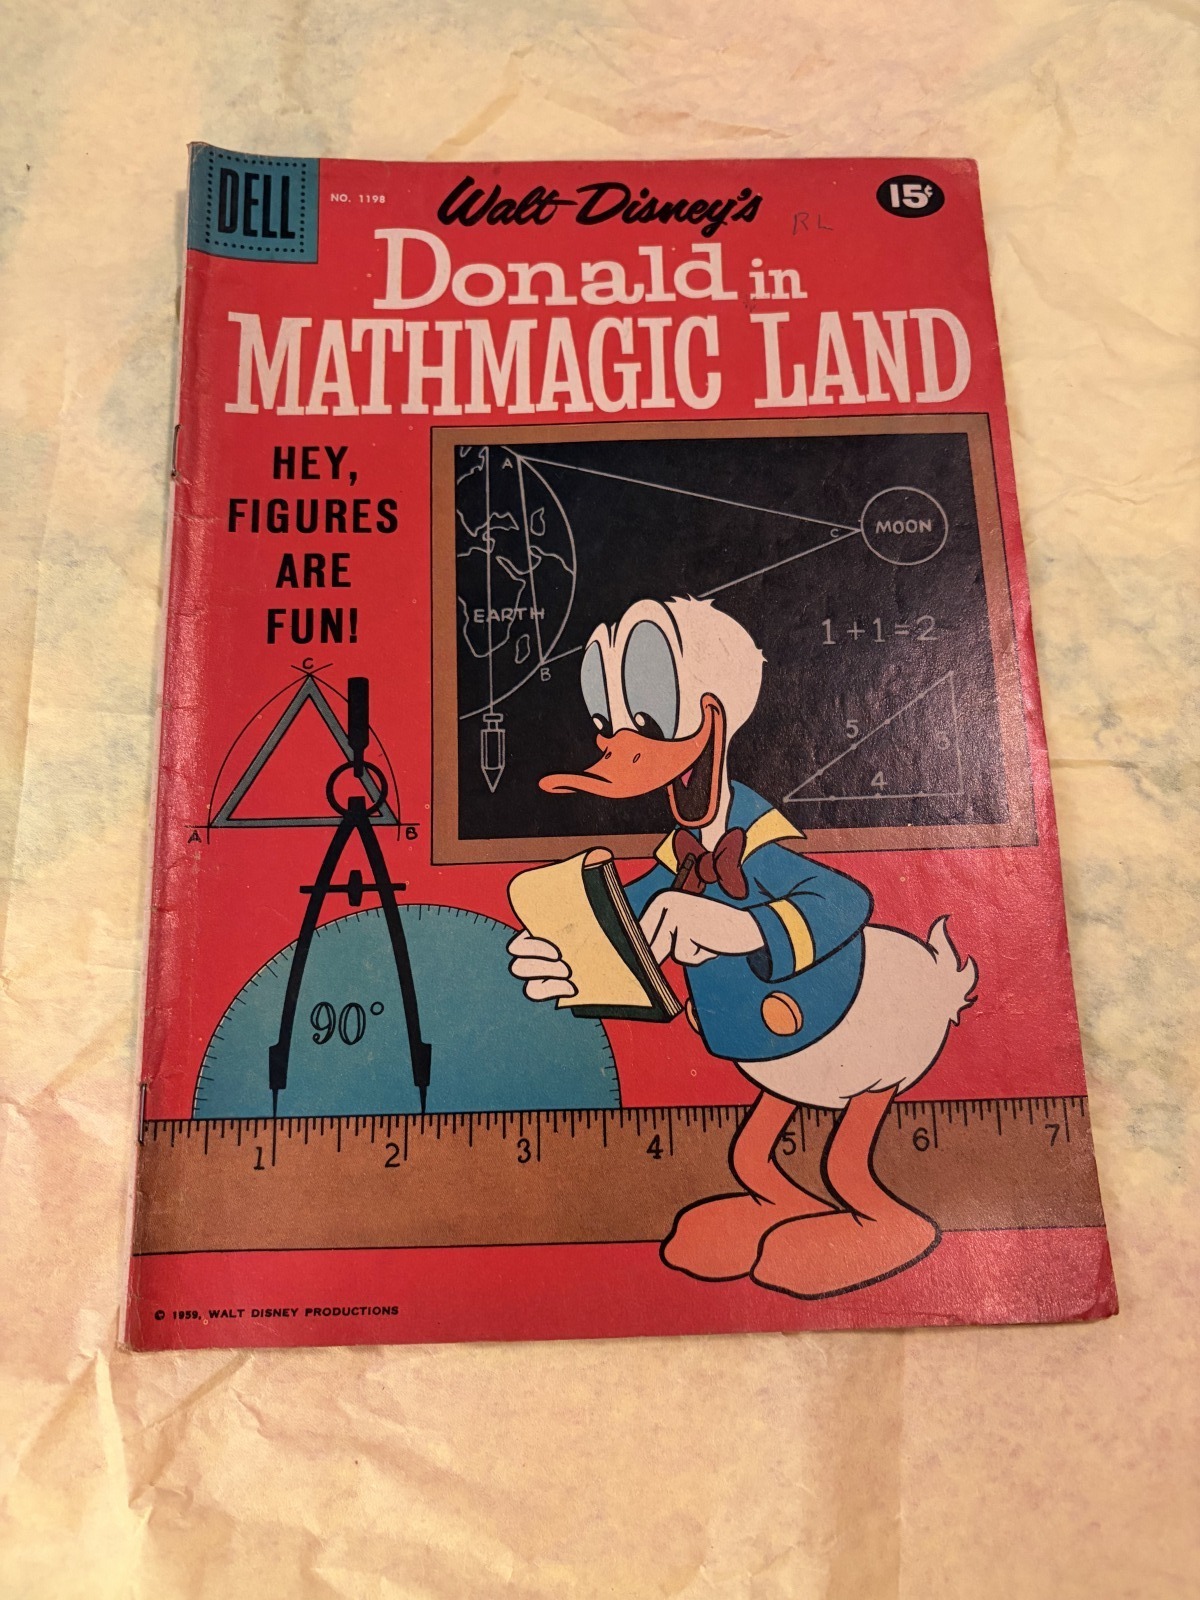 DELL
NO. 1198
Walt Disney's
15¢
RL
Donald in
MATHMAGIC LAND
HEY,
FIGURES
ARE
FUN!
A
C
MOON
EARTH
B
1+1=2
5
4
C
A
B
90°
1 2 3 4 5 6 7
© 1959, WALT DISNEY PRODUCTIONS